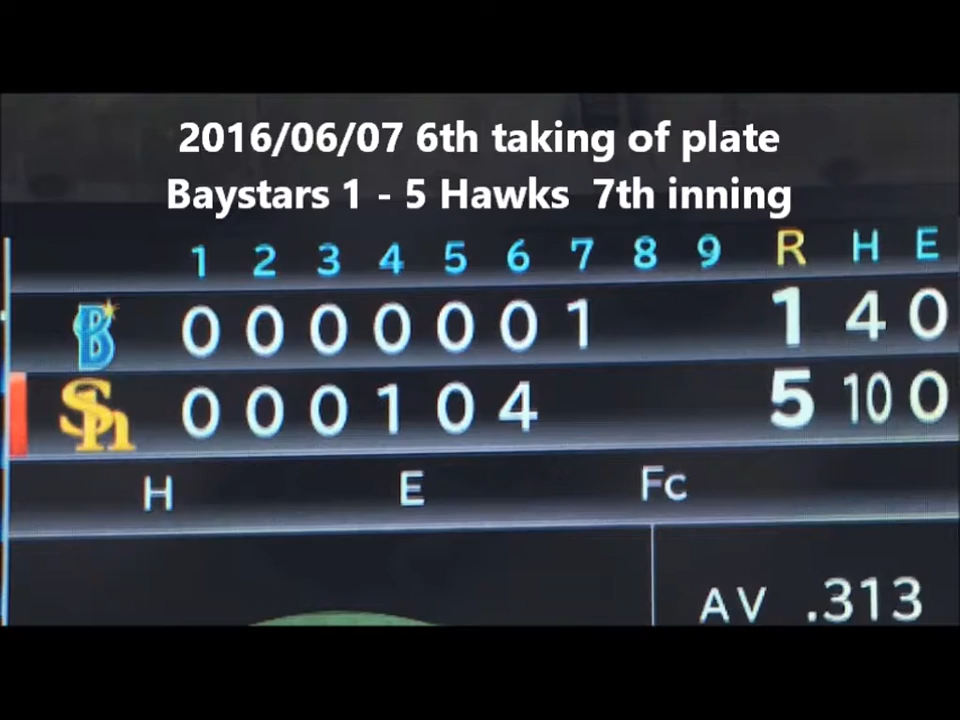 2016/06/07 6th taking of plate
Baystars 1 - 5 Hawks 7th inning
1 2 3 4 5 6 7 8 9 R H E
B 0 0 0 0 0 0 1 1 4 0
Sh 0 0 0 1 0 4 5 10 0
H E Fc
AV .313